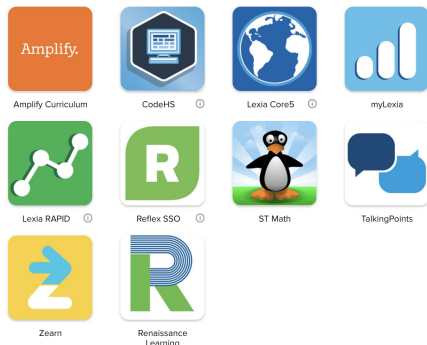 Amplify.
Amplify Curriculum
CodeHS
Lexia Core5
myLexia
R
Lexia RAPID
Reflex SSO
ST Math
TalkingPoints
Z
R
Zearn
Renaissance
Learning